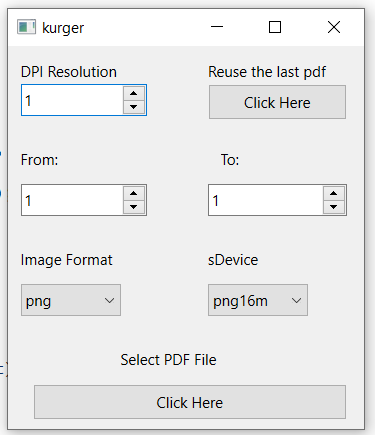 kurger
DPI Resolution Reuse the last pdf
1 Click Here
From: To:
1 1
Image Format sDevice
png png16m
Select PDF File
Click Here